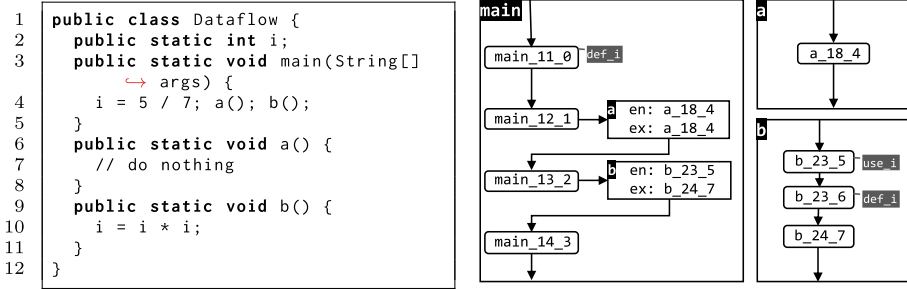 1 public class Dataflow {
2 public static int i;
3 public static void main(String[]
↪ args) {
4 i = 5 / 7; a(); b();
5 }
6 public static void a() {
7 // do nothing
8 }
9 public static void b() {
10 i = i * i;
11 }
12 }
main
main_11_0 def_i
main_12_1
a en: a_18_4
ex: a_18_4
main_13_2
b en: b_23_5
ex: b_24_7
main_14_3
a
a_18_4
b
b_23_5 use_i
b_23_6 def_i
b_24_7